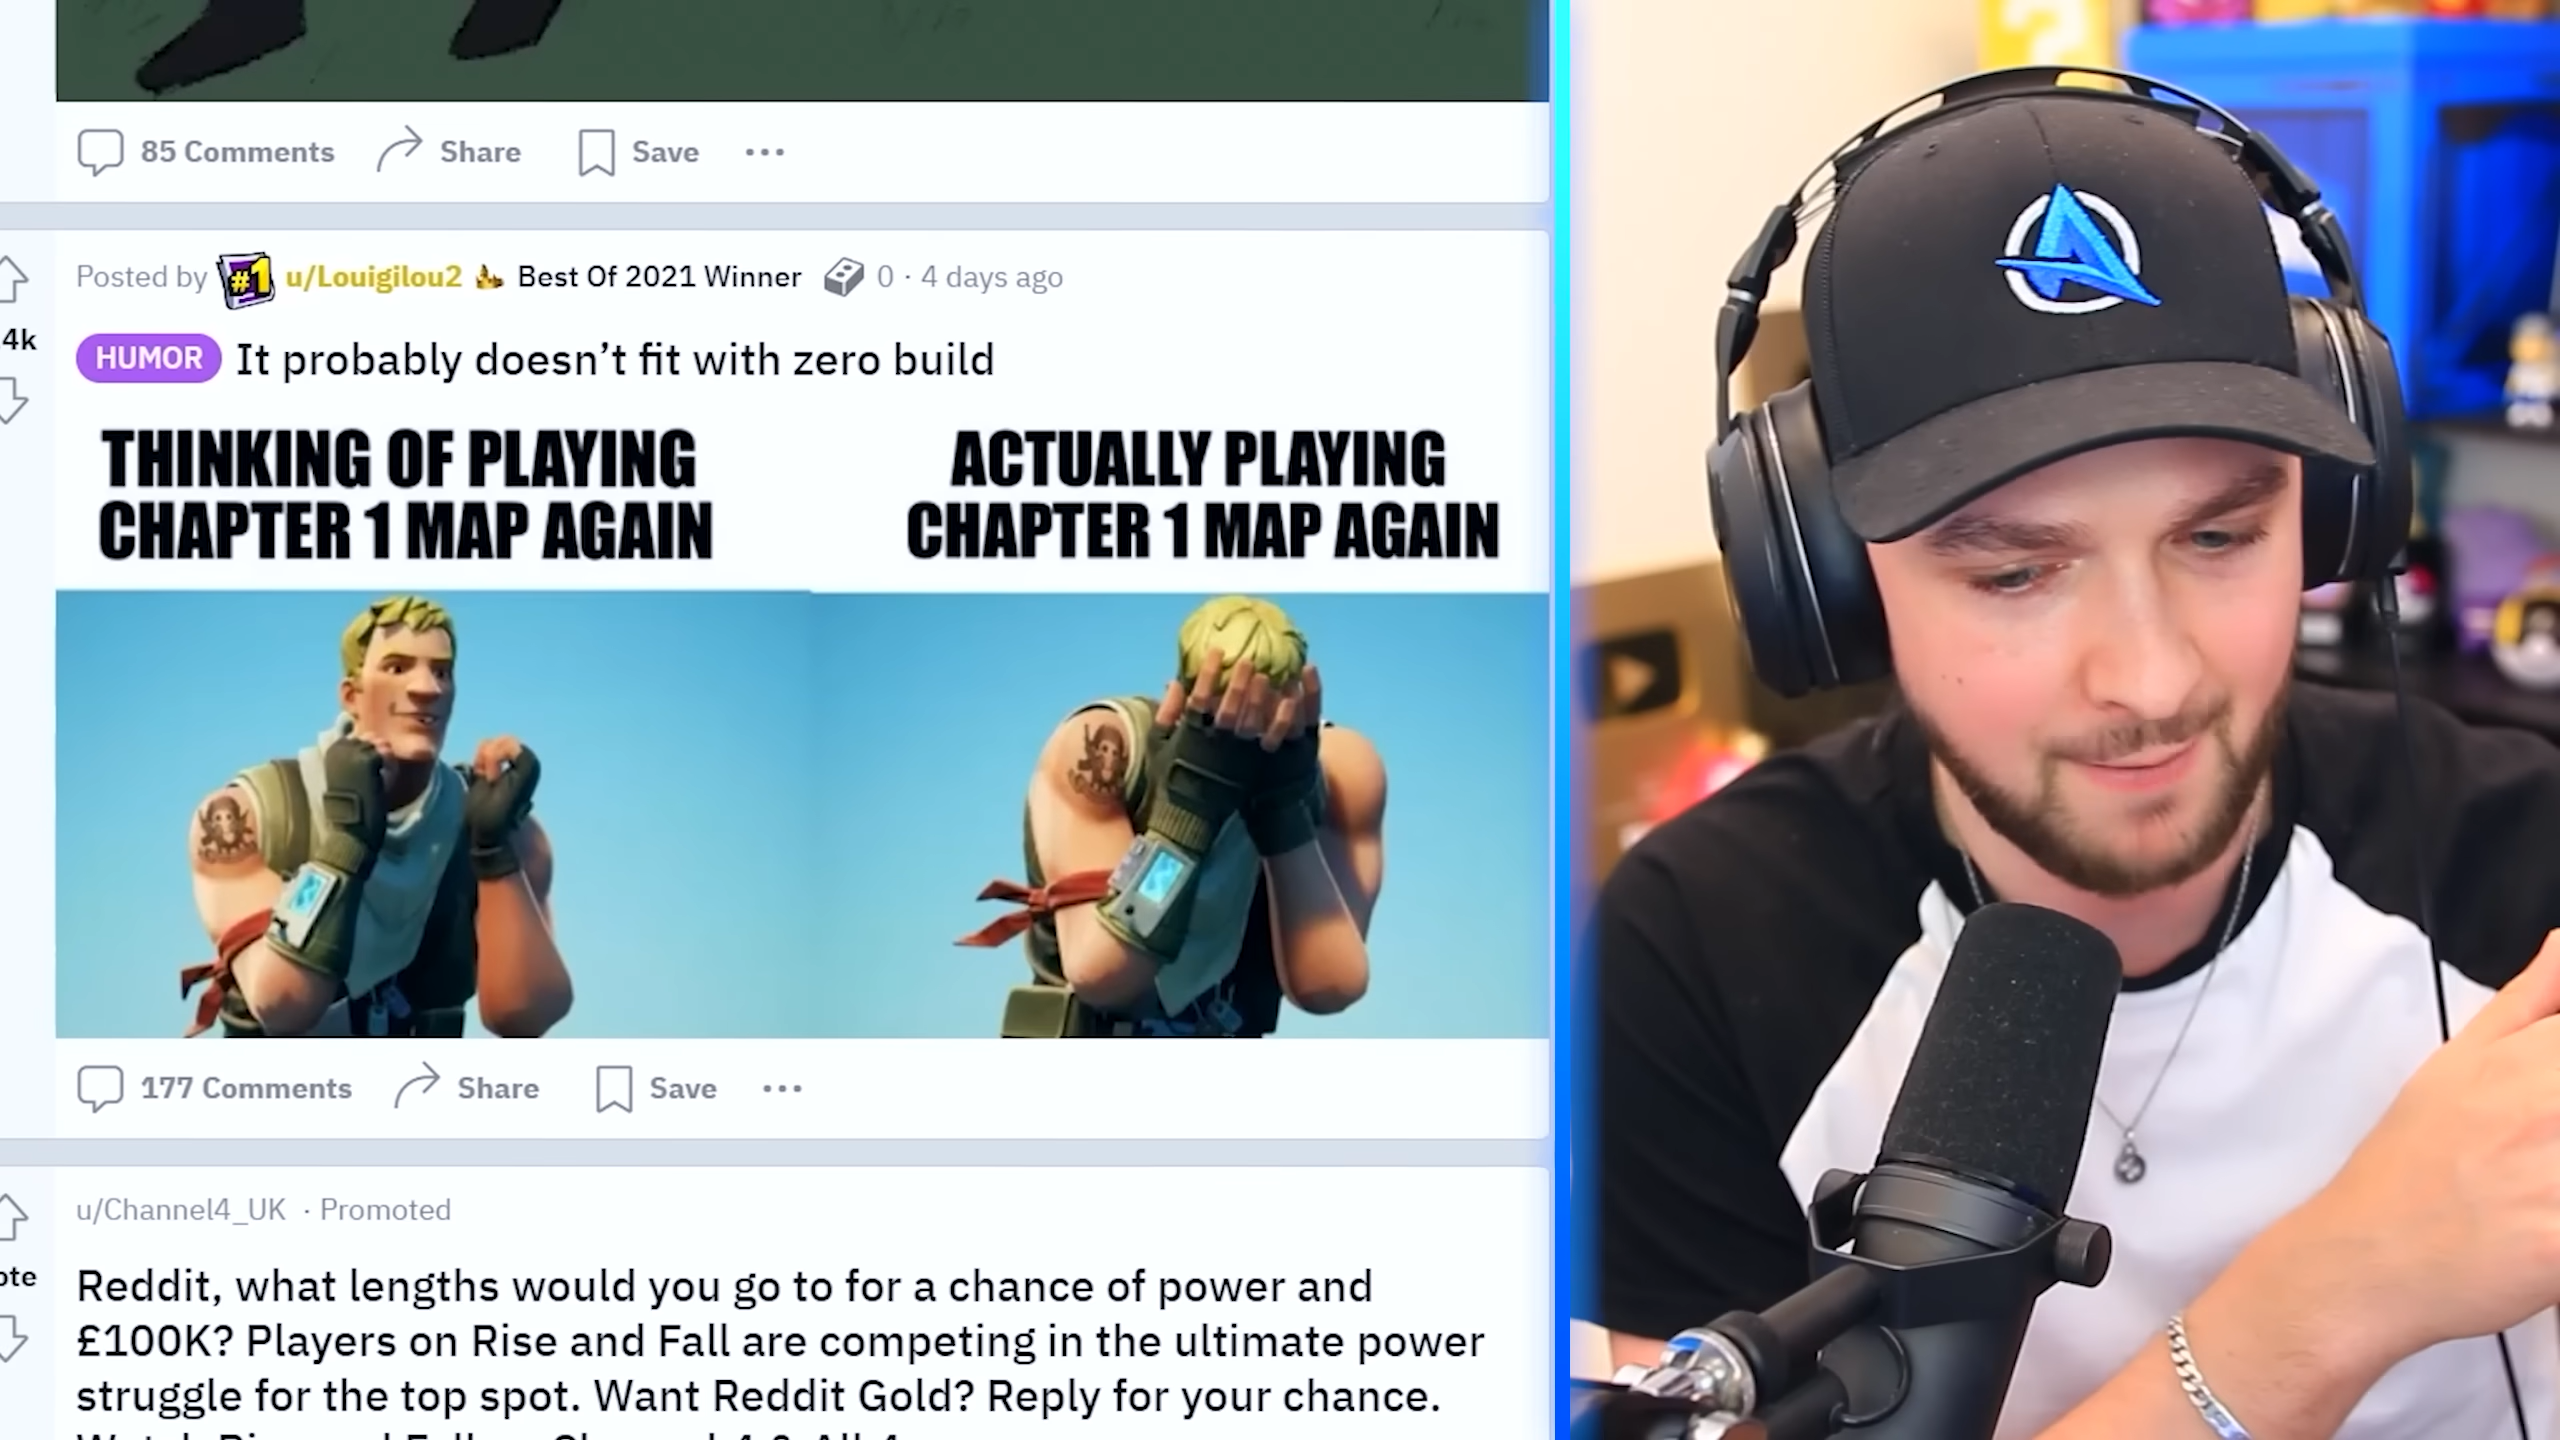 85 Comments Share Save
Posted by #1 u/Louigilou2 Best Of 2021 Winner 0 · 4 days ago
4k
HUMOR It probably doesn’t fit with zero build
THINKING OF PLAYING
CHAPTER 1 MAP AGAIN
ACTUALLY PLAYING
CHAPTER 1 MAP AGAIN
177 Comments Share Save
u/Channel4_UK · Promoted
Reddit, what lengths would you go to for a chance of power and
£100K? Players on Rise and Fall are competing in the ultimate power
struggle for the top spot. Want Reddit Gold? Reply for your chance.